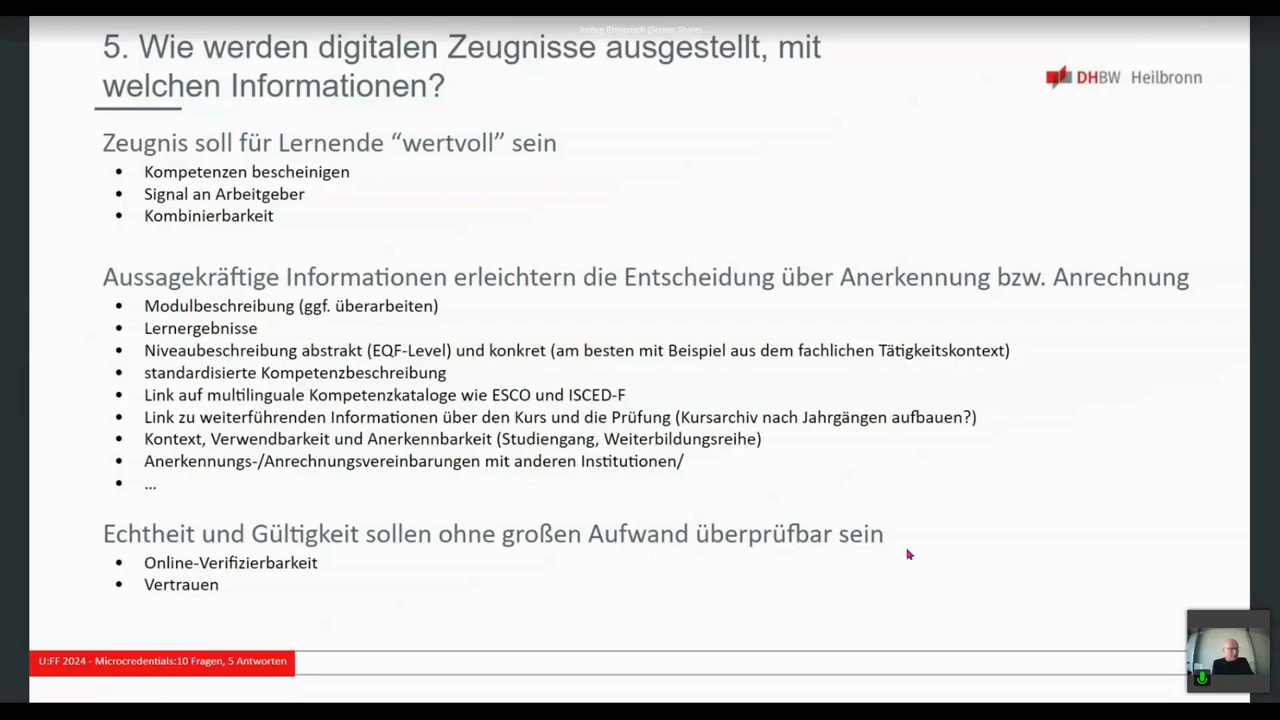 Jochen Ehrenreich (Screen Share)
5. Wie werden digitalen Zeugnisse ausgestellt, mit
welchen Informationen?
DHBW Heilbronn
Zeugnis soll für Lernende “wertvoll” sein
• Kompetenzen bescheinigen
• Signal an Arbeitgeber
• Kombinierbarkeit
Aussagekräftige Informationen erleichtern die Entscheidung über Anerkennung bzw. Anrechnung
• Modulbeschreibung (ggf. überarbeiten)
• Lernergebnisse
• Niveaubeschreibung abstrakt (EQF-Level) und konkret (am besten mit Beispiel aus dem fachlichen Tätigkeitskontext)
• standardisierte Kompetenzbeschreibung
• Link auf multilinguale Kompetenzkataloge wie ESCO und ISCED-F
• Link zu weiterführenden Informationen über den Kurs und die Prüfung (Kursarchiv nach Jahrgängen aufbauen?)
• Kontext, Verwendbarkeit und Anerkennbarkeit (Studiengang, Weiterbildungsreihe)
• Anerkennungs-/Anrechnungsvereinbarungen mit anderen Institutionen/
• ...
Echtheit und Gültigkeit sollen ohne großen Aufwand überprüfbar sein
• Online-Verifizierbarkeit
• Vertrauen
U:FF 2024 - Microcredentials:10 Fragen, 5 Antworten